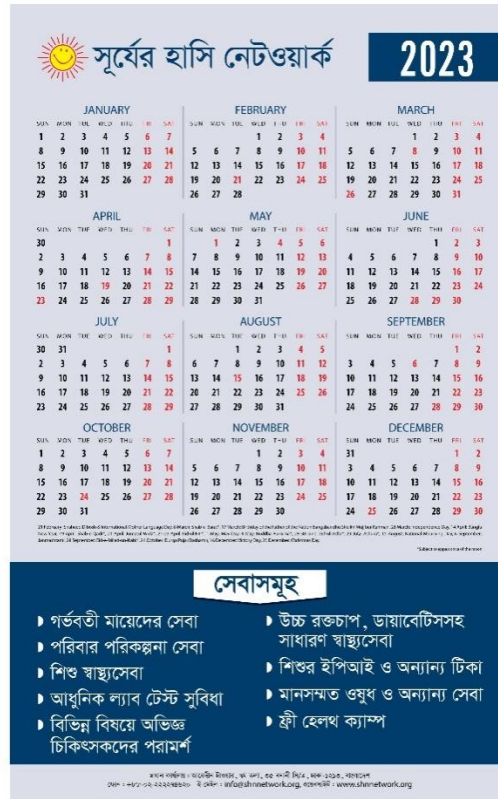 সূর্যের হাসি নেটওয়ার্ক
2023
JANUARY FEBRUARY MARCH
SUN MON TUE WED THU FRI SAT SUN MON TUE WED THU FRI SAT SUN MON TUE WED THU FRI SAT
1 2 3 4 5 6 7 1 2 3 4 1 2 3 4
8 9 10 11 12 13 14 5 6 7 8 9 10 11 5 6 7 8 9 10 11
15 16 17 18 19 20 21 12 13 14 15 16 17 18 12 13 14 15 16 17 18
22 23 24 25 26 27 28 19 20 21 22 23 24 25 19 20 21 22 23 24 25
29 30 31 26 27 28 26 27 28 29 30 31
APRIL MAY JUNE
SUN MON TUE WED THU FRI SAT SUN MON TUE WED THU FRI SAT SUN MON TUE WED THU FRI SAT
30 1 1 2 3 4 5 6 1 2 3
2 3 4 5 6 7 8 7 8 9 10 11 12 13 4 5 6 7 8 9 10
9 10 11 12 13 14 15 14 15 16 17 18 19 20 11 12 13 14 15 16 17
16 17 18 19 20 21 22 21 22 23 24 25 26 27 18 19 20 21 22 23 24
23 24 25 26 27 28 29 28 29 30 31 25 26 27 28 29 30
JULY AUGUST SEPTEMBER
SUN MON TUE WED THU FRI SAT SUN MON TUE WED THU FRI SAT SUN MON TUE WED THU FRI SAT
30 31 1 1 2 3 4 5 1 2
2 3 4 5 6 7 8 6 7 8 9 10 11 12 3 4 5 6 7 8 9
9 10 11 12 13 14 15 13 14 15 16 17 18 19 10 11 12 13 14 15 16
16 17 18 19 20 21 22 20 21 22 23 24 25 26 17 18 19 20 21 22 23
23 24 25 26 27 28 29 27 28 29 30 31 24 25 26 27 28 29 30
OCTOBER NOVEMBER DECEMBER
SUN MON TUE WED THU FRI SAT SUN MON TUE WED THU FRI SAT SUN MON TUE WED THU FRI SAT
1 2 3 4 5 6 7 1 2 3 4 31 1 2
8 9 10 11 12 13 14 5 6 7 8 9 10 11 3 4 5 6 7 8 9
15 16 17 18 19 20 21 12 13 14 15 16 17 18 10 11 12 13 14 15 16
22 23 24 25 26 27 28 19 20 21 22 23 24 25 17 18 19 20 21 22 23
29 30 31 26 27 28 29 30 24 25 26 27 28 29 30
সেবাসমূহ
গর্ভবতী মায়েদের সেবা
পরিবার পরিকল্পনা সেবা
শিশু স্বাস্থ্যসেবা
আধুনিক ল্যাব টেস্ট সুবিধা
বিভিন্ন বিষয়ে অভিজ্ঞ
চিকিৎসকদের পরামর্শ
উচ্চ রক্তচাপ, ডায়াবেটিসসহ
সাধারণ স্বাস্থ্যসেবা
শিশুর ইপিআই ও অন্যান্য টিকা
মানসম্মত ওষুধ ও অন্যান্য সেবা
ফ্রী হেলথ ক্যাম্প
info@shnnetwork.org, www.shnnetwork.org